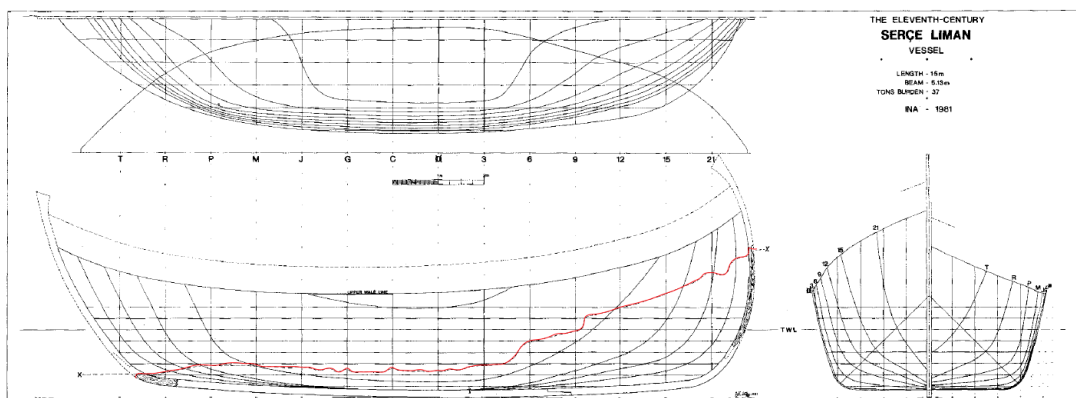 THE ELEVENTH-CENTURY
SERÇE LIMAN
VESSEL
LENGTH - 15m
BEAM - 5.13m
TONS BURDEN - 37
INA - 1981
T R P M J G C 3 6 9 12 15 21
X
UPPER WALE LINE
TWL
X
21
15
12
9
T
R
P
M